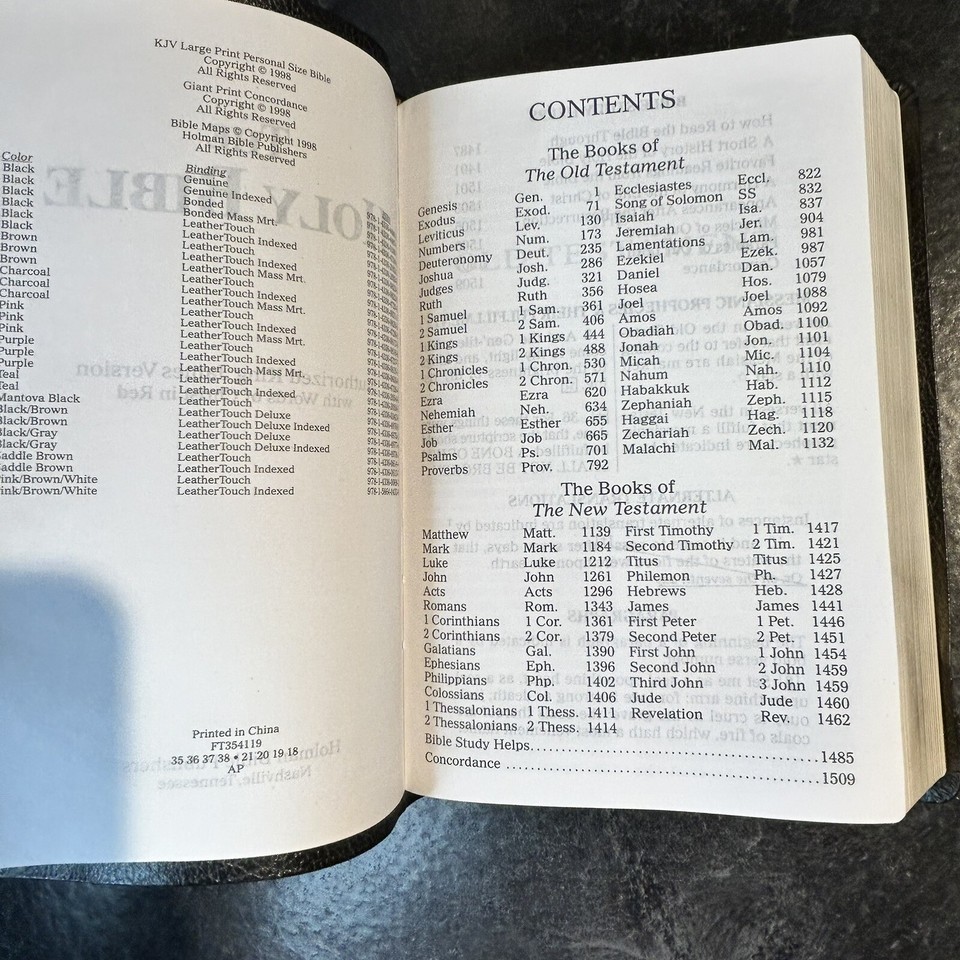 KJV Large Print Personal Size Bible
Copyright © 1998
All Rights Reserved
Giant Print Concordance
Copyright © 1998
All Rights Reserved
Bible Maps © Copyright 1998
Holman Bible Publishers
All Rights Reserved
Color Binding
Black Genuine
Black Genuine Indexed
Black Bonded
Black Bonded Mass Mrt.
Black LeatherTouch
Black LeatherTouch Indexed
Brown LeatherTouch
Brown LeatherTouch Indexed
Brown LeatherTouch Mass Mrt.
Charcoal LeatherTouch
Charcoal LeatherTouch Indexed
Charcoal LeatherTouch Mass Mrt.
Pink LeatherTouch
Pink LeatherTouch Indexed
Pink LeatherTouch Mass Mrt.
Purple LeatherTouch
Purple LeatherTouch Indexed
Purple LeatherTouch Mass Mrt.
Teal LeatherTouch
Teal LeatherTouch Indexed
Mantova Black LeatherTouch
Black/Brown LeatherTouch Deluxe
Black/Brown LeatherTouch Deluxe Indexed
Black/Gray LeatherTouch Deluxe
Black/Gray LeatherTouch Deluxe Indexed
Saddle Brown LeatherTouch
Saddle Brown LeatherTouch Indexed
ink/Brown/White LeatherTouch
ink/Brown/White LeatherTouch Indexed
Printed in China
FT354119
35 36 37 38 • 21 20 19 18
AP
CONTENTS
The Books of
The Old Testament
Genesis Gen. 1 Ecclesiastes Eccl. 822
Exodus Exod. 71 Song of Solomon SS 832
Leviticus Lev. 130 Isaiah Isa. 837
Numbers Num. 173 Jeremiah Jer. 904
Deuteronomy Deut. 235 Lamentations Lam. 981
Joshua Josh. 286 Ezekiel Ezek. 987
Judges Judg. 321 Daniel Dan. 1057
Ruth Ruth 356 Hosea Hos. 1079
1 Samuel 1 Sam. 361 Joel Joel 1088
2 Samuel 2 Sam. 406 Amos Amos 1092
1 Kings 1 Kings 444 Obadiah Obad. 1100
2 Kings 2 Kings 488 Jonah Jon. 1101
1 Chronicles 1 Chron. 530 Micah Mic. 1104
2 Chronicles 2 Chron. 571 Nahum Nah. 1110
Ezra Ezra 620 Habakkuk Hab. 1112
Nehemiah Neh. 634 Zephaniah Zeph. 1115
Esther Esther 655 Haggai Hag. 1118
Job Job 665 Zechariah Zech. 1120
Psalms Ps. 701 Malachi Mal. 1132
Proverbs Prov. 792
The Books of
The New Testament
Matthew Matt. 1139 First Timothy 1 Tim. 1417
Mark Mark 1184 Second Timothy 2 Tim. 1421
Luke Luke 1212 Titus Titus 1425
John John 1261 Philemon Ph. 1427
Acts Acts 1296 Hebrews Heb. 1428
Romans Rom. 1343 James James 1441
1 Corinthians 1 Cor. 1361 First Peter 1 Pet. 1446
2 Corinthians 2 Cor. 1379 Second Peter 2 Pet. 1451
Galatians Gal. 1390 First John 1 John 1454
Ephesians Eph. 1396 Second John 2 John 1459
Philippians Php. 1402 Third John 3 John 1459
Colossians Col. 1406 Jude Jude 1460
1 Thessalonians 1 Thess. 1411 Revelation Rev. 1462
2 Thessalonians 2 Thess. 1414
Bible Study Helps 1485
Concordance 1509